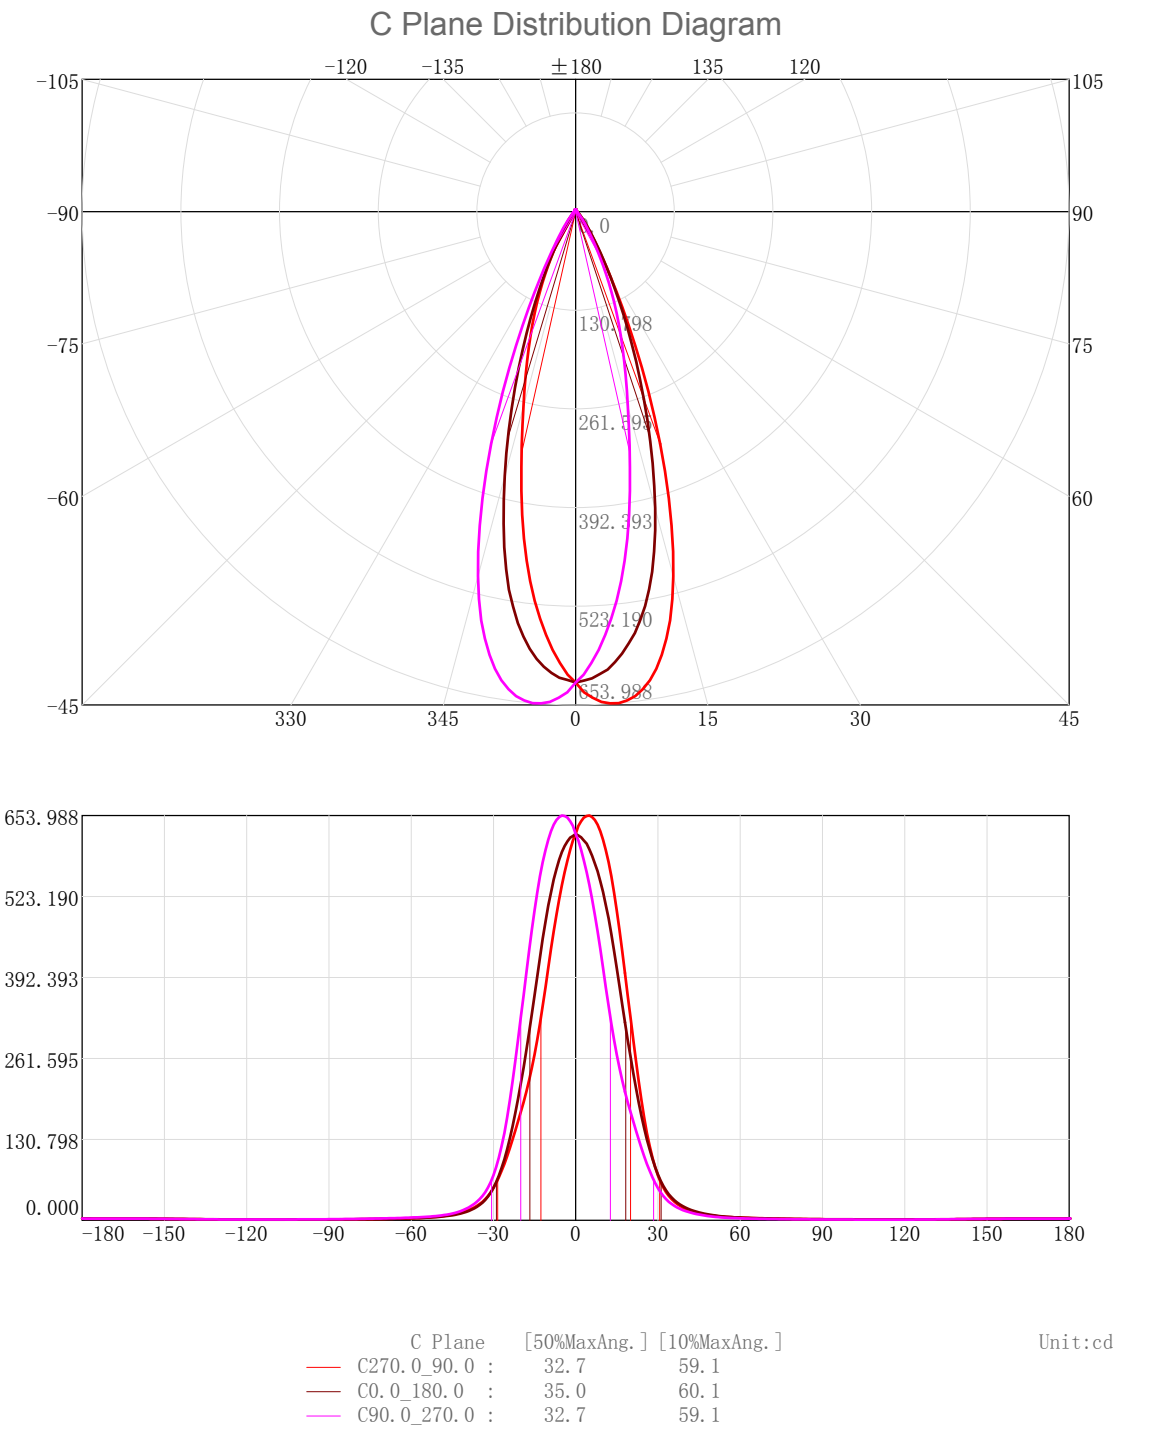 C Plane Distribution Diagram
-120 -135 ±180 135 120
-105 105
-90 90
0
130.798
-75 75
261.595
-60 60
392.393
523.190
653.988
-45
330 345 0 15 30 45
653.988
523.190
392.393
261.595
130.798
0.000
-180 -150 -120 -90 -60 -30 0 30 60 90 120 150 180
C Plane [50%MaxAng.] [10%MaxAng.] Unit:cd
C270.0_90.0 : 32.7 59.1
C0.0_180.0 : 35.0 60.1
C90.0_270.0 : 32.7 59.1